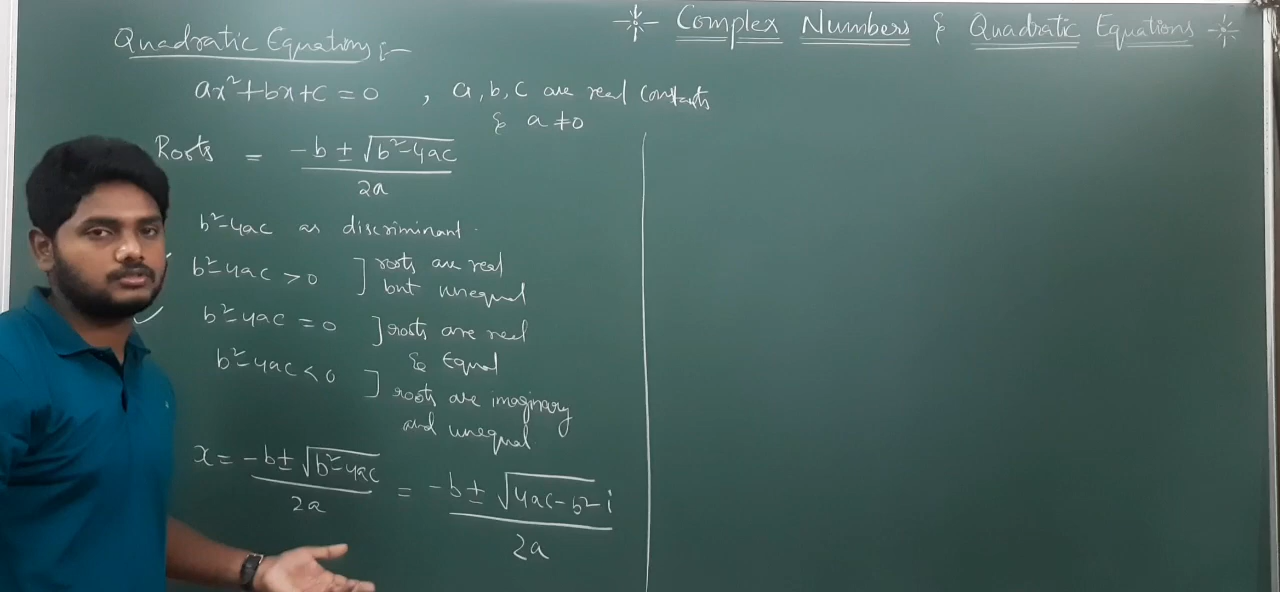 Complex Numbers & Quadratic Equations
Quadratic Equations :-
ax²+bx+c = 0 , a, b, c are real constants
& a ≠ 0
Roots = -b ± √b²-4ac
2a
b²-4ac as discriminant.
b²-4ac > 0 ] roots are real
but unequal
b²-4ac = 0 ] roots are real
& Equal
b²-4ac < 0 ] roots are imaginary
and unequal
x = -b ± √b²-4ac / 2a = -b ± √4ac-b² i / 2a